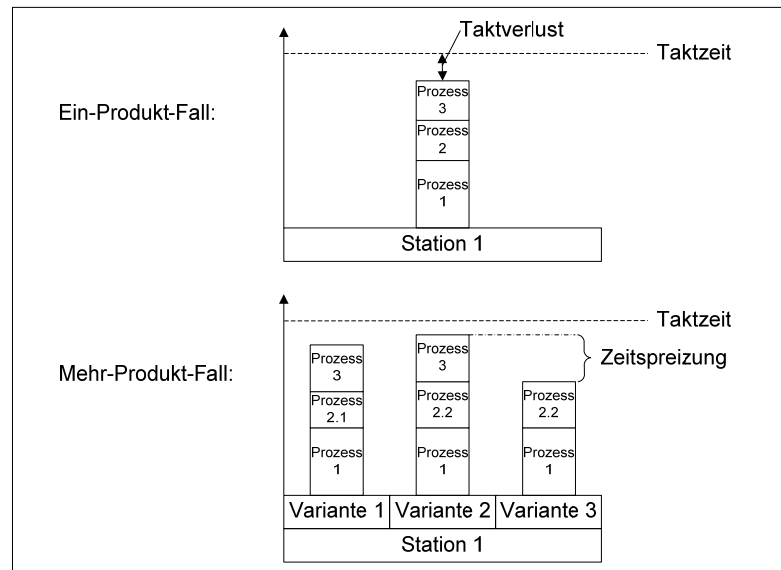 Taktverlust
Taktzeit
Ein-Produkt-Fall:
Prozess
3
Prozess
2
Prozess
1
Station 1
Taktzeit
Zeitspreizung
Mehr-Produkt-Fall:
Prozess
3
Prozess
2.1
Prozess
1
Prozess
3
Prozess
2.2
Prozess
1
Prozess
2.2
Prozess
1
Variante 1
Variante 2
Variante 3
Station 1